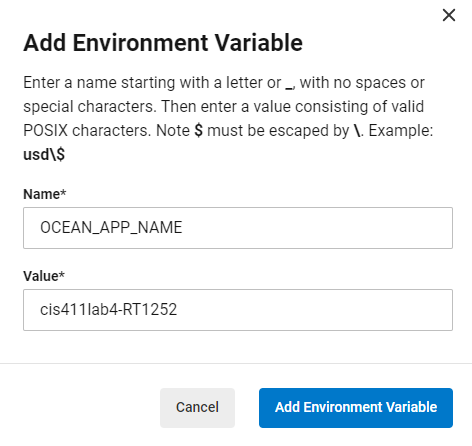 Add Environment Variable
Enter a name starting with a letter or _, with no spaces or
special characters. Then enter a value consisting of valid
POSIX characters. Note $ must be escaped by \. Example:
usd\$
Name*
OCEAN_APP_NAME
Value*
cis411lab4-RT1252
Cancel
Add Environment Variable